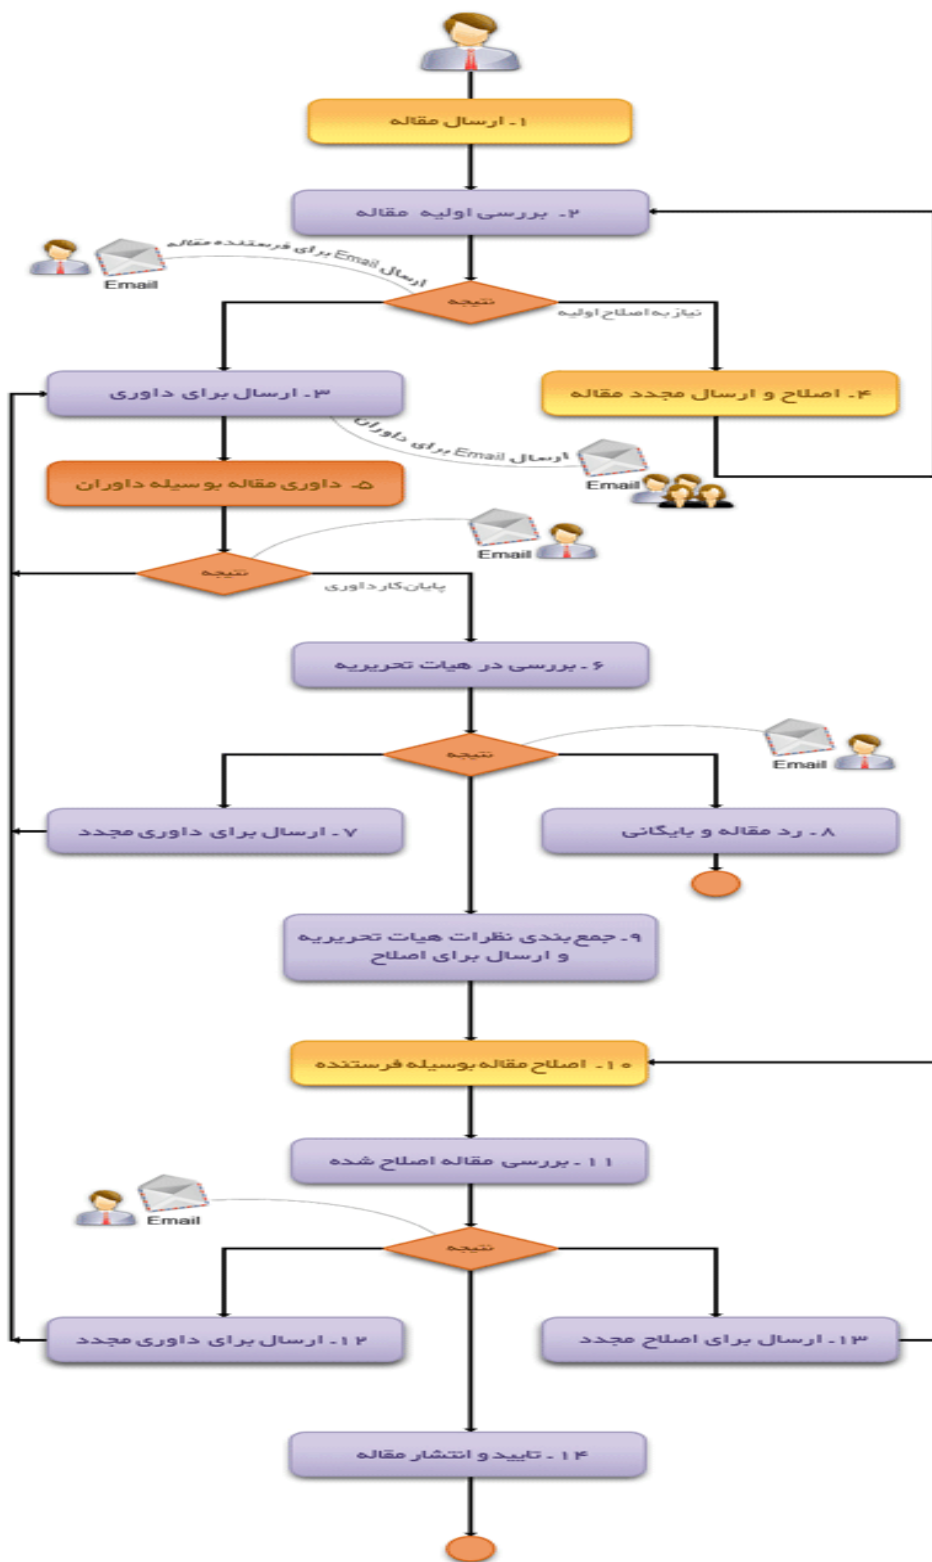 ۱- ارسال مقاله
۲- بررسی اولیه مقاله
ارسال Email برای فرستنده مقاله
Email
نتیجه
نیاز به اصلاح اولیه
۳- ارسال برای داوری
۴- اصلاح و ارسال مجدد مقاله
ارسال Email برای داوران
Email
۵- داوری مقاله بوسیله داوران
Email
نتیجه
پایان کار داوری
۶- بررسی در هیات تحریریه
نتیجه
Email
۷- ارسال برای داوری مجدد
۸- رد مقاله و بایگانی
۹- جمع بندی نظرات هیات تحریریه
و ارسال برای اصلاح
۱۰- اصلاح مقاله بوسیله فرستنده
۱۱- بررسی مقاله اصلاح شده
Email
نتیجه
۱۲- ارسال برای داوری مجدد
۱۳- ارسال برای اصلاح مجدد
۱۴- تایید و انتشار مقاله